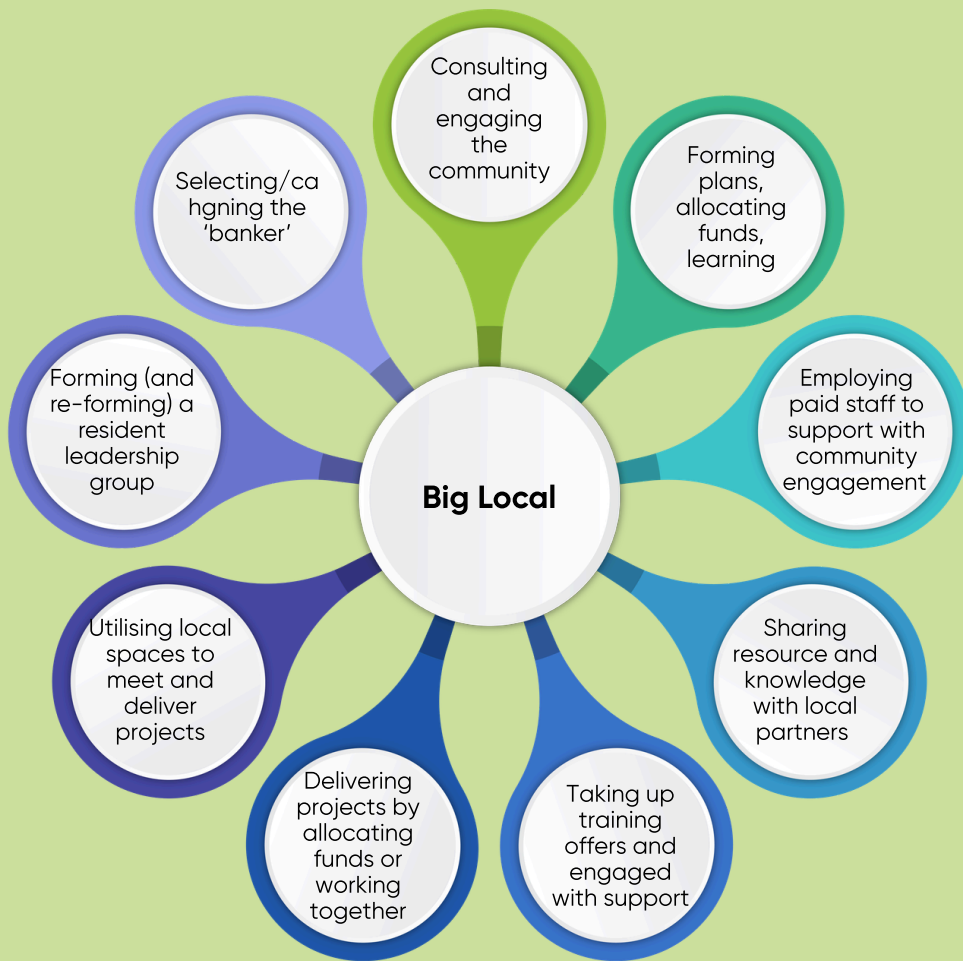 Consulting
and
engaging
the
community
Forming
plans,
allocating
funds,
learning
Employing
paid staff to
support with
community
engagement
Sharing
resource and
knowledge
with local
partners
Taking up
training
offers and
engaged
with support
Delivering
projects by
allocating
funds or
working
together
Utilising local
spaces to
meet and
deliver
projects
Forming (and
re-forming) a
resident
leadership
group
Selecting/ca
hgning the
‘banker’
Big Local